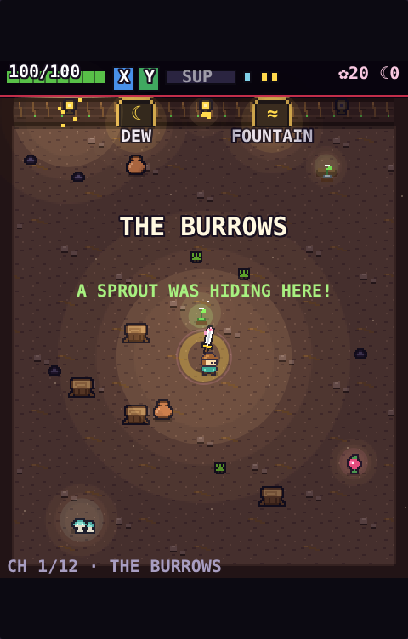 100/100 X Y SUP ✿20 ☾0
DEW FOUNTAIN
THE BURROWS
A SPROUT WAS HIDING HERE!
CH 1/12 · THE BURROWS